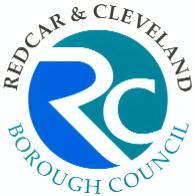 REDCAR & CLEVELAND
RC
BOROUGH COUNCIL